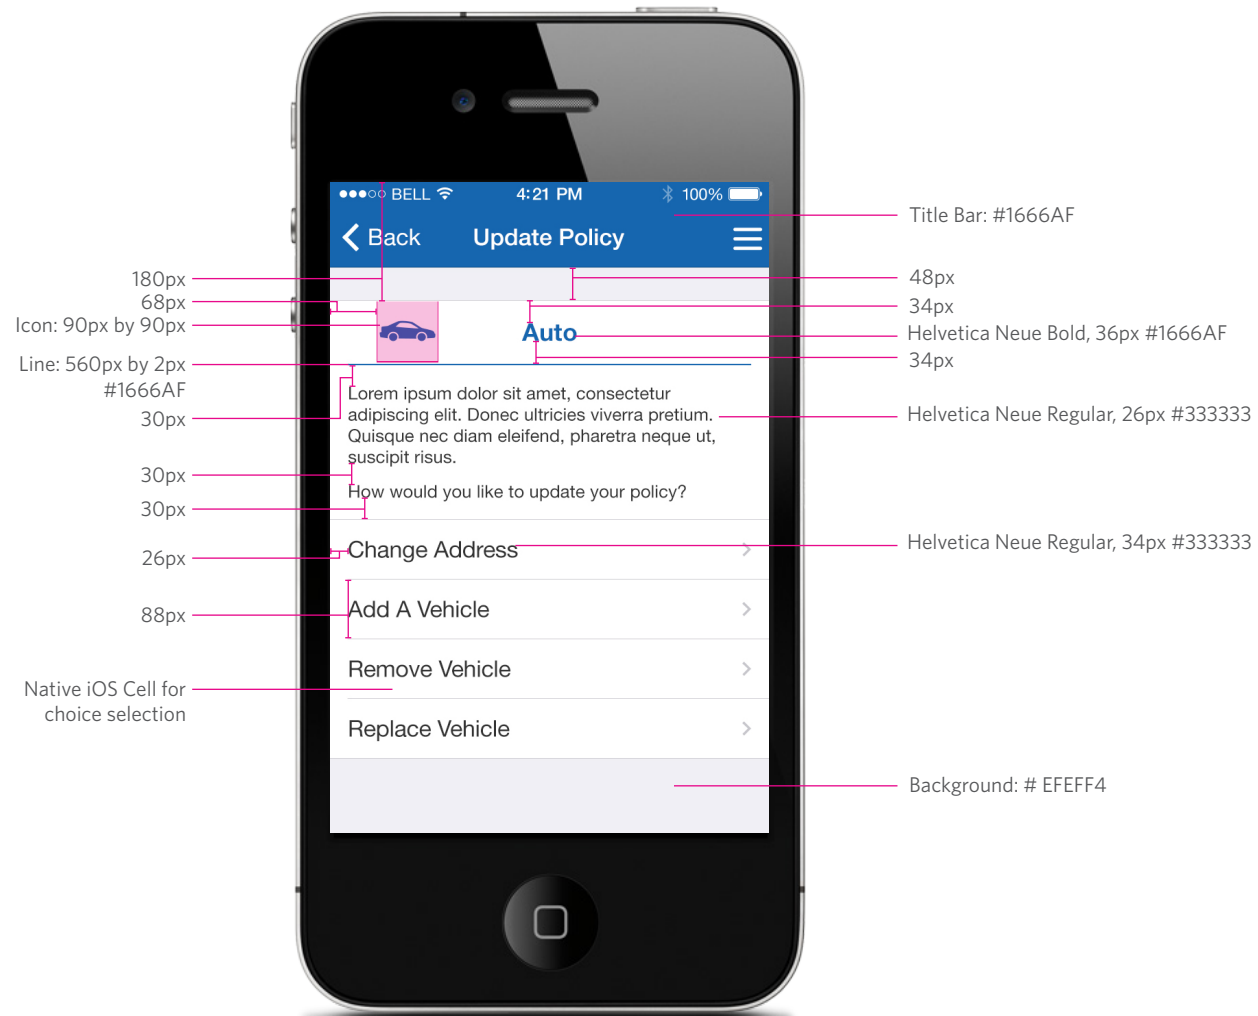 BELL 4:21 PM 100%
Back Update Policy
Title Bar: #1666AF
180px
48px
68px
34px
Icon: 90px by 90px
Auto
Helvetica Neue Bold, 36px #1666AF
34px
Line: 560px by 2px
#1666AF
30px
Lorem ipsum dolor sit amet, consectetur
adipiscing elit. Donec ultricies viverra pretium.
Quisque nec diam eleifend, pharetra neque ut,
suscipit risus.
Helvetica Neue Regular, 26px #333333
30px
How would you like to update your policy?
30px
Change Address
Helvetica Neue Regular, 34px #333333
26px
Add A Vehicle
88px
Remove Vehicle
Native iOS Cell for
choice selection
Replace Vehicle
Background: # EFEFF4